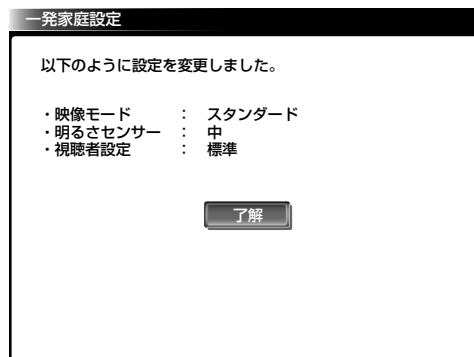 一発家庭設定
以下のように設定を変更しました。
・映像モード : スタンダード
・明るさセンサー : 中
・視聴者設定 : 標準
了解